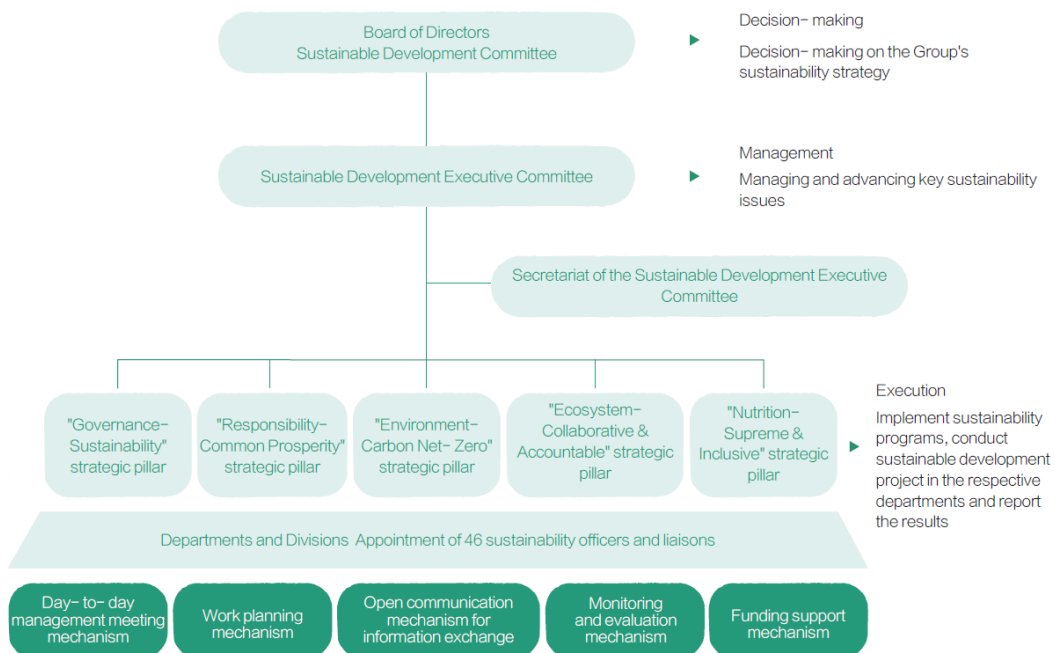 Board of Directors
Sustainable Development Committee
Decision- making
Decision- making on the Group's
sustainability strategy
Sustainable Development Executive Committee
Management
Managing and advancing key sustainability
issues
Secretariat of the Sustainable Development Executive
Committee
"Governance-
Sustainability"
strategic pillar
"Responsibility-
Common Prosperity"
strategic pillar
"Environment-
Carbon Net- Zero"
strategic pillar
"Ecosystem-
Collaborative &
Accountable" strategic
pillar
"Nutrition-
Supreme &
Inclusive" strategic
pillar
Execution
Implement sustainability
programs, conduct
sustainable development
project in the respective
departments and report
the results
Departments and Divisions Appointment of 46 sustainability officers and liaisons
Day- to- day
management meeting
mechanism
Work planning
mechanism
Open communication
mechanism for
information exchange
Monitoring
and evaluation
mechanism
Funding support
mechanism